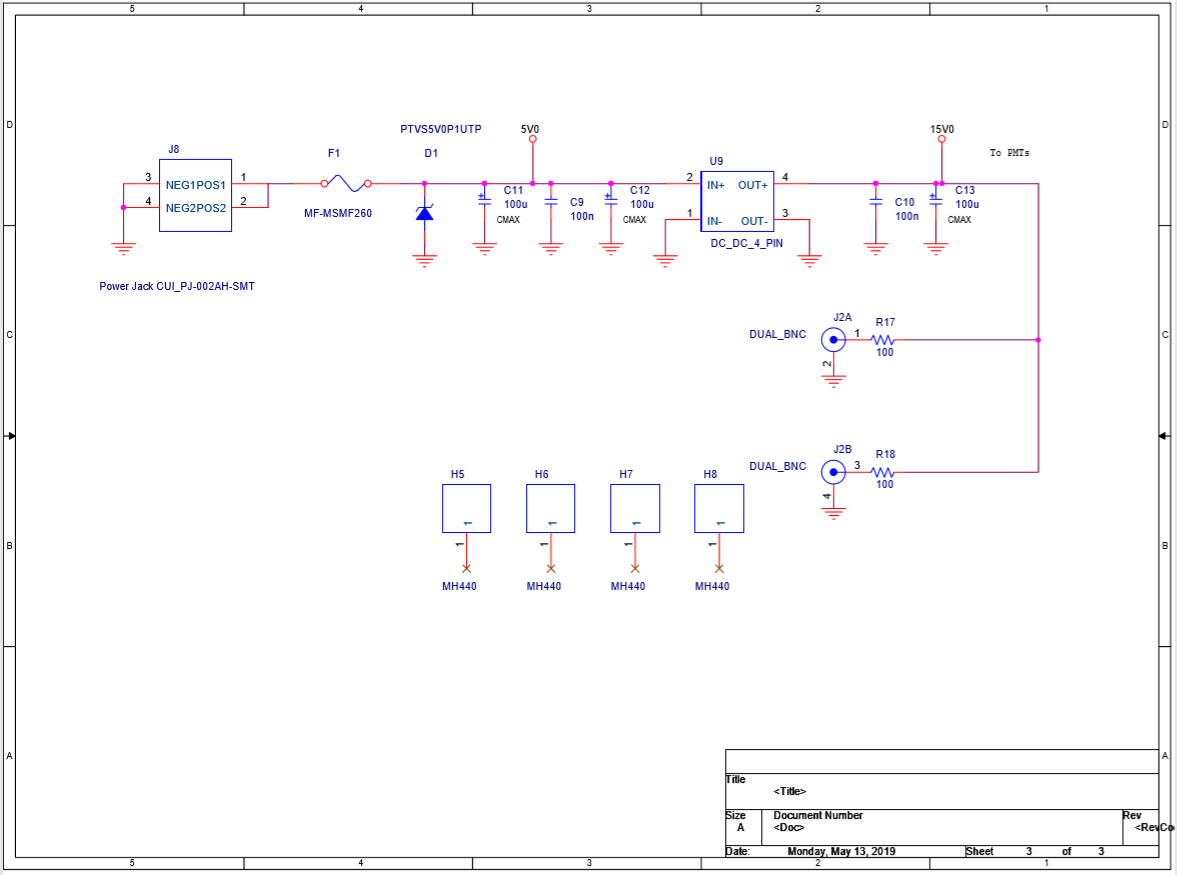 5 4 3 2 1
D D
PTVS5V0P1UTP 5V0 15V0
J8 F1 D1 U9 To PMTs
3 NEG1POS1 1 C11 C12 2 IN+ OUT+ 4 C13
4 NEG2POS2 2 MF-MSMF260 100u C9 100u 1 IN- OUT- 3 C10 100u
CMAX 100n CMAX 100n CMAX
DC_DC_4_PIN
Power Jack CUI_PJ-002AH-SMT
+ + +
J2A R17
C DUAL_BNC 1 C
100
2
J2B R18
H5 H6 H7 H8 DUAL_BNC 3
100
4
1 1 1 1
B 1 1 1 1 B
MH440 MH440 MH440 MH440
A A
Title
<Title>
Size Document Number Rev
A <Doc> <RevCo
Date: Monday, May 13, 2019 Sheet 3 of 3
5 4 3 2 1